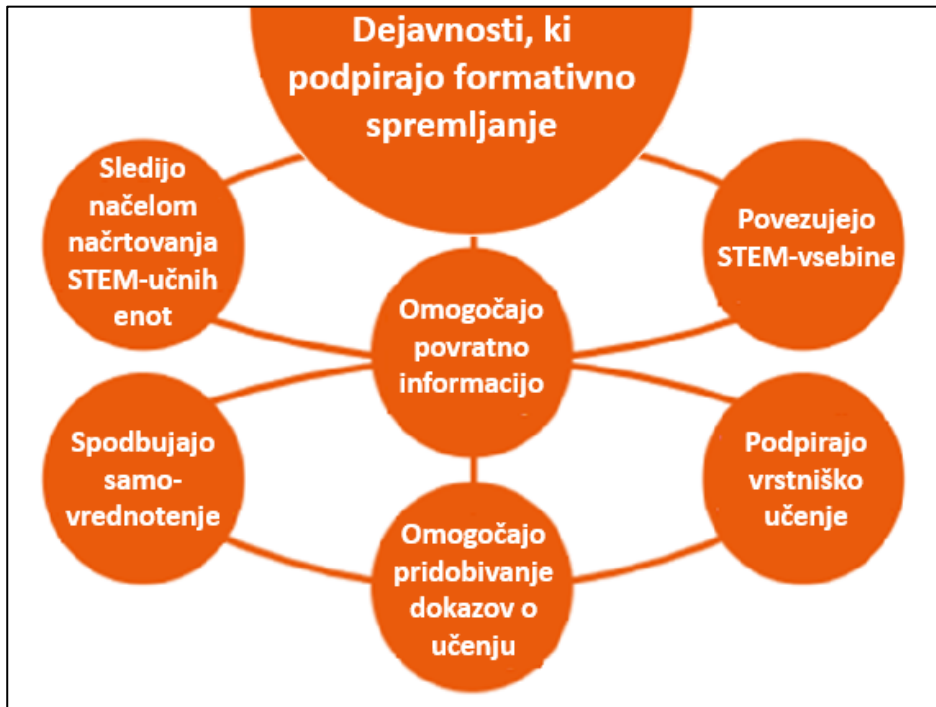 Dejavnosti, ki
podpirajo formativno
spremljanje
Sledijo
načelom
načrtovanja
STEM-učnih
enot
Povezujejo
STEM-vsebine
Omogočajo
povratno
informacijo
Spodbujajo
samo-
vrednotenje
Podpirajo
vrstniško
učenje
Omogočajo
pridobivanje
dokazov o
učenju